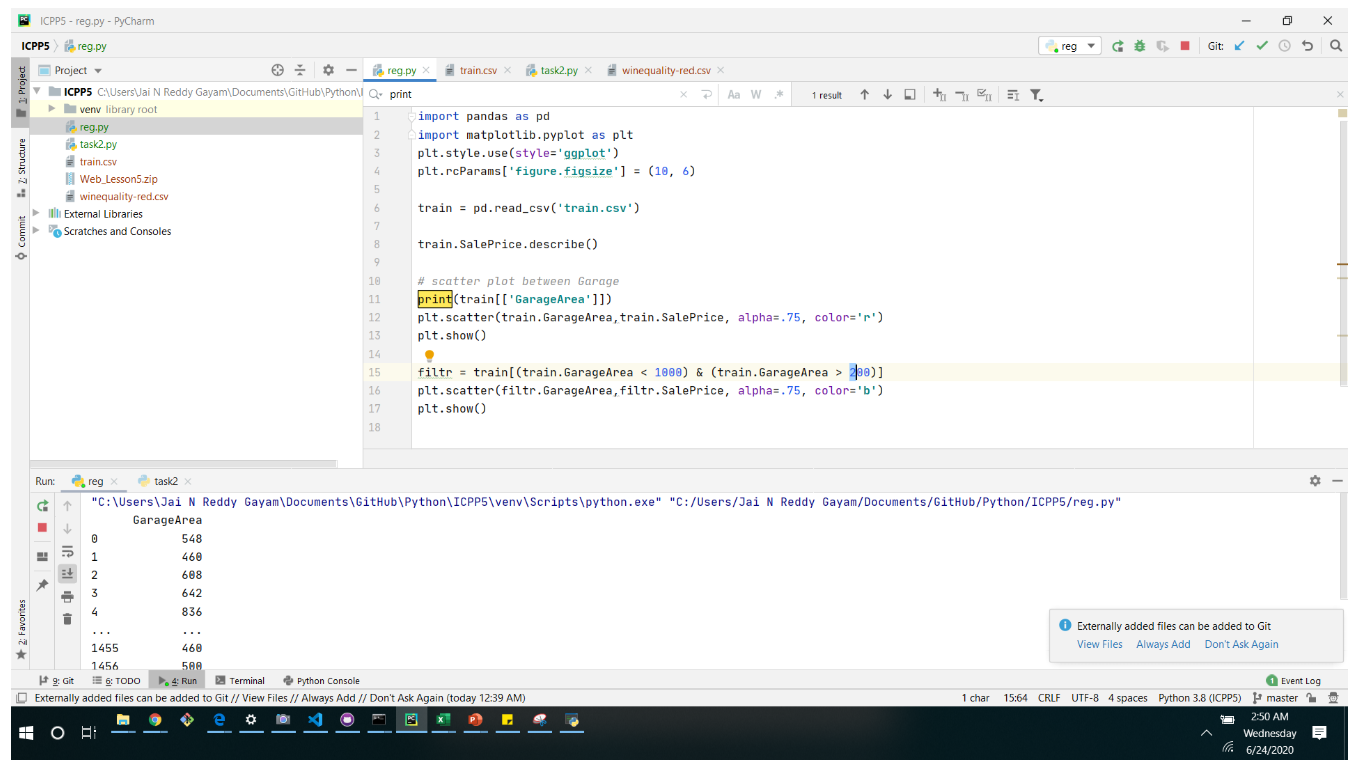 ICPP5 - reg.py - PyCharm
ICPP5 reg.py
reg
Git:
Project
reg.py
train.csv
task2.py
winequality-red.csv
1: Project
ICPP5 C:\Users\Jai N Reddy Gayam\Documents\GitHub\Python\I
venv library root
reg.py
task2.py
train.csv
Web_Lesson5.zip
winequality-red.csv
External Libraries
Scratches and Consoles
7: Structure
Commit
2: Favorites
print
Aa W .*
1 result
1 import pandas as pd
2 import matplotlib.pyplot as plt
3 plt.style.use(style='ggplot')
4 plt.rcParams['figure.figsize'] = (10, 6)
5
6 train = pd.read_csv('train.csv')
7
8 train.SalePrice.describe()
9
10 # scatter plot between Garage
11 print(train[['GarageArea']])
12 plt.scatter(train.GarageArea,train.SalePrice, alpha=.75, color='r')
13 plt.show()
14
15 filtr = train[(train.GarageArea < 1000) & (train.GarageArea > 200)]
16 plt.scatter(filtr.GarageArea,filtr.SalePrice, alpha=.75, color='b')
17 plt.show()
18
Run: reg task2
"C:\Users\Jai N Reddy Gayam\Documents\GitHub\Python\ICPP5\venv\Scripts\python.exe" "C:/Users/Jai N Reddy Gayam/Documents/GitHub/Python/ICPP5/reg.py"
GarageArea
0 548
1 460
2 608
3 642
4 836
... ...
1455 460
1456 500
Externally added files can be added to Git
View Files Always Add Don't Ask Again
9: Git 6: TODO 4: Run Terminal Python Console
1 Event Log
Externally added files can be added to Git // View Files // Always Add // Don't Ask Again (today 12:39 AM)
1 char 15:64 CRLF UTF-8 4 spaces Python 3.8 (ICPP5) master
2:50 AM
Wednesday
6/24/2020